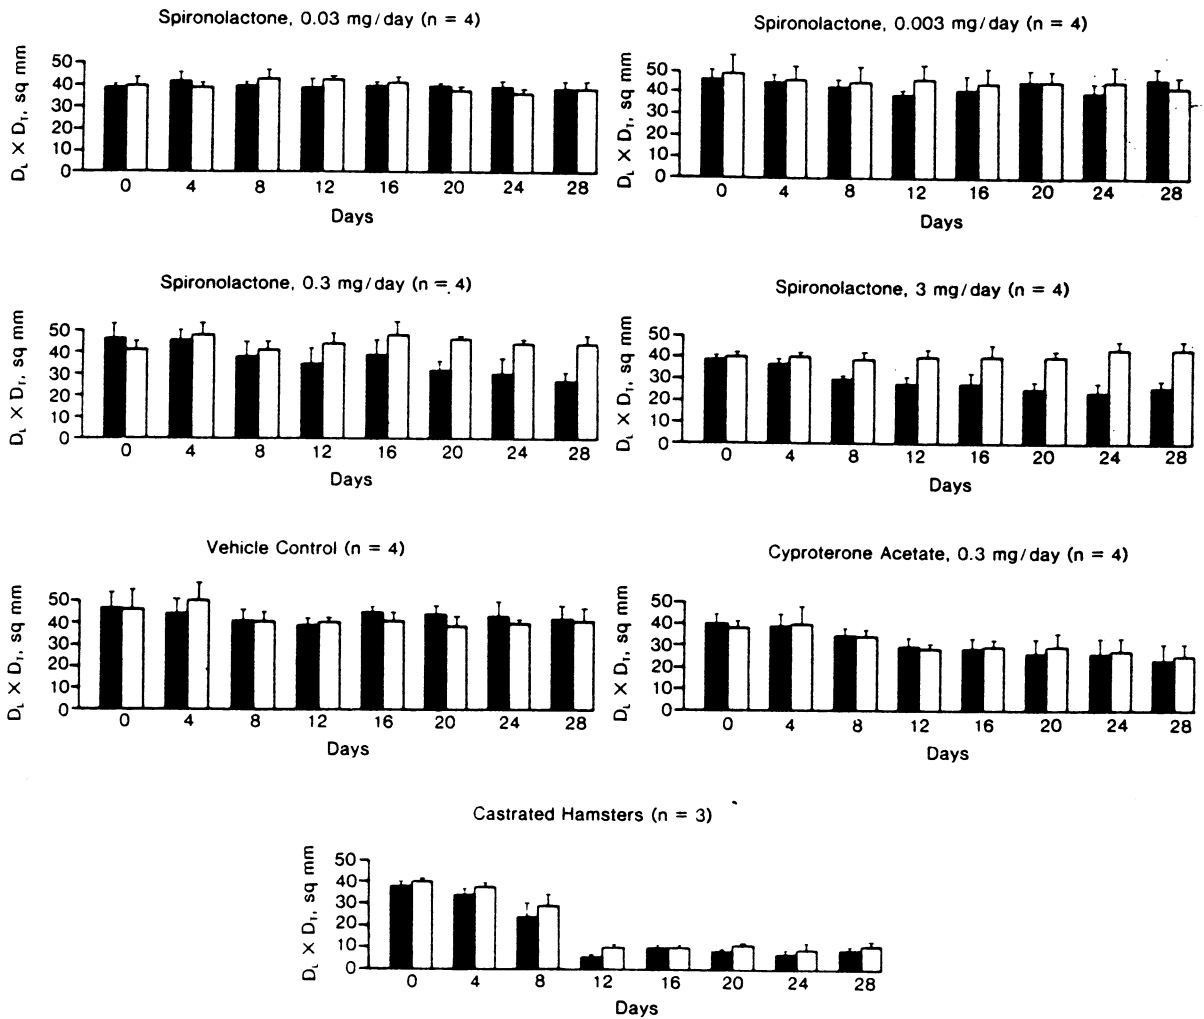 Spironolactone, 0.03 mg/day (n = 4)
D_L X D_T, sq mm
50
40
30
20
10
0
0 4 8 12 16 20 24 28
Days
Spironolactone, 0.003 mg/day (n = 4)
D_L X D_T, sq mm
50
40
30
20
10
0
0 4 8 12 16 20 24 28
Days
Spironolactone, 0.3 mg/day (n = 4)
D_L X D_T, sq mm
50
40
30
20
10
0
0 4 8 12 16 20 24 28
Days
Spironolactone, 3 mg/day (n = 4)
D_L X D_T, sq mm
50
40
30
20
10
0
0 4 8 12 16 20 24 28
Days
Vehicle Control (n = 4)
D_L X D_T, sq mm
50
40
30
20
10
0
0 4 8 12 16 20 24 28
Days
Cyproterone Acetate, 0.3 mg/day (n = 4)
D_L X D_T, sq mm
50
40
30
20
10
0
0 4 8 12 16 20 24 28
Days
Castrated Hamsters (n = 3)
D_L X D_T, sq mm
50
40
30
20
10
0
0 4 8 12 16 20 24 28
Days